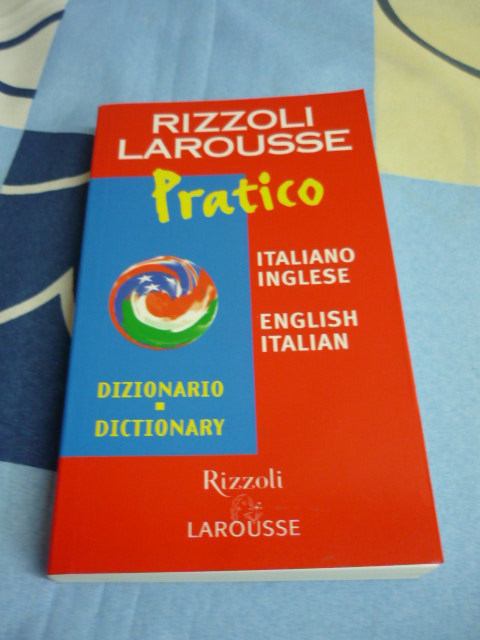 RIZZOLI
LAROUSSE
Pratico
ITALIANO
INGLESE
ENGLISH
ITALIAN
DIZIONARIO
DICTIONARY
Rizzoli
LAROUSSE